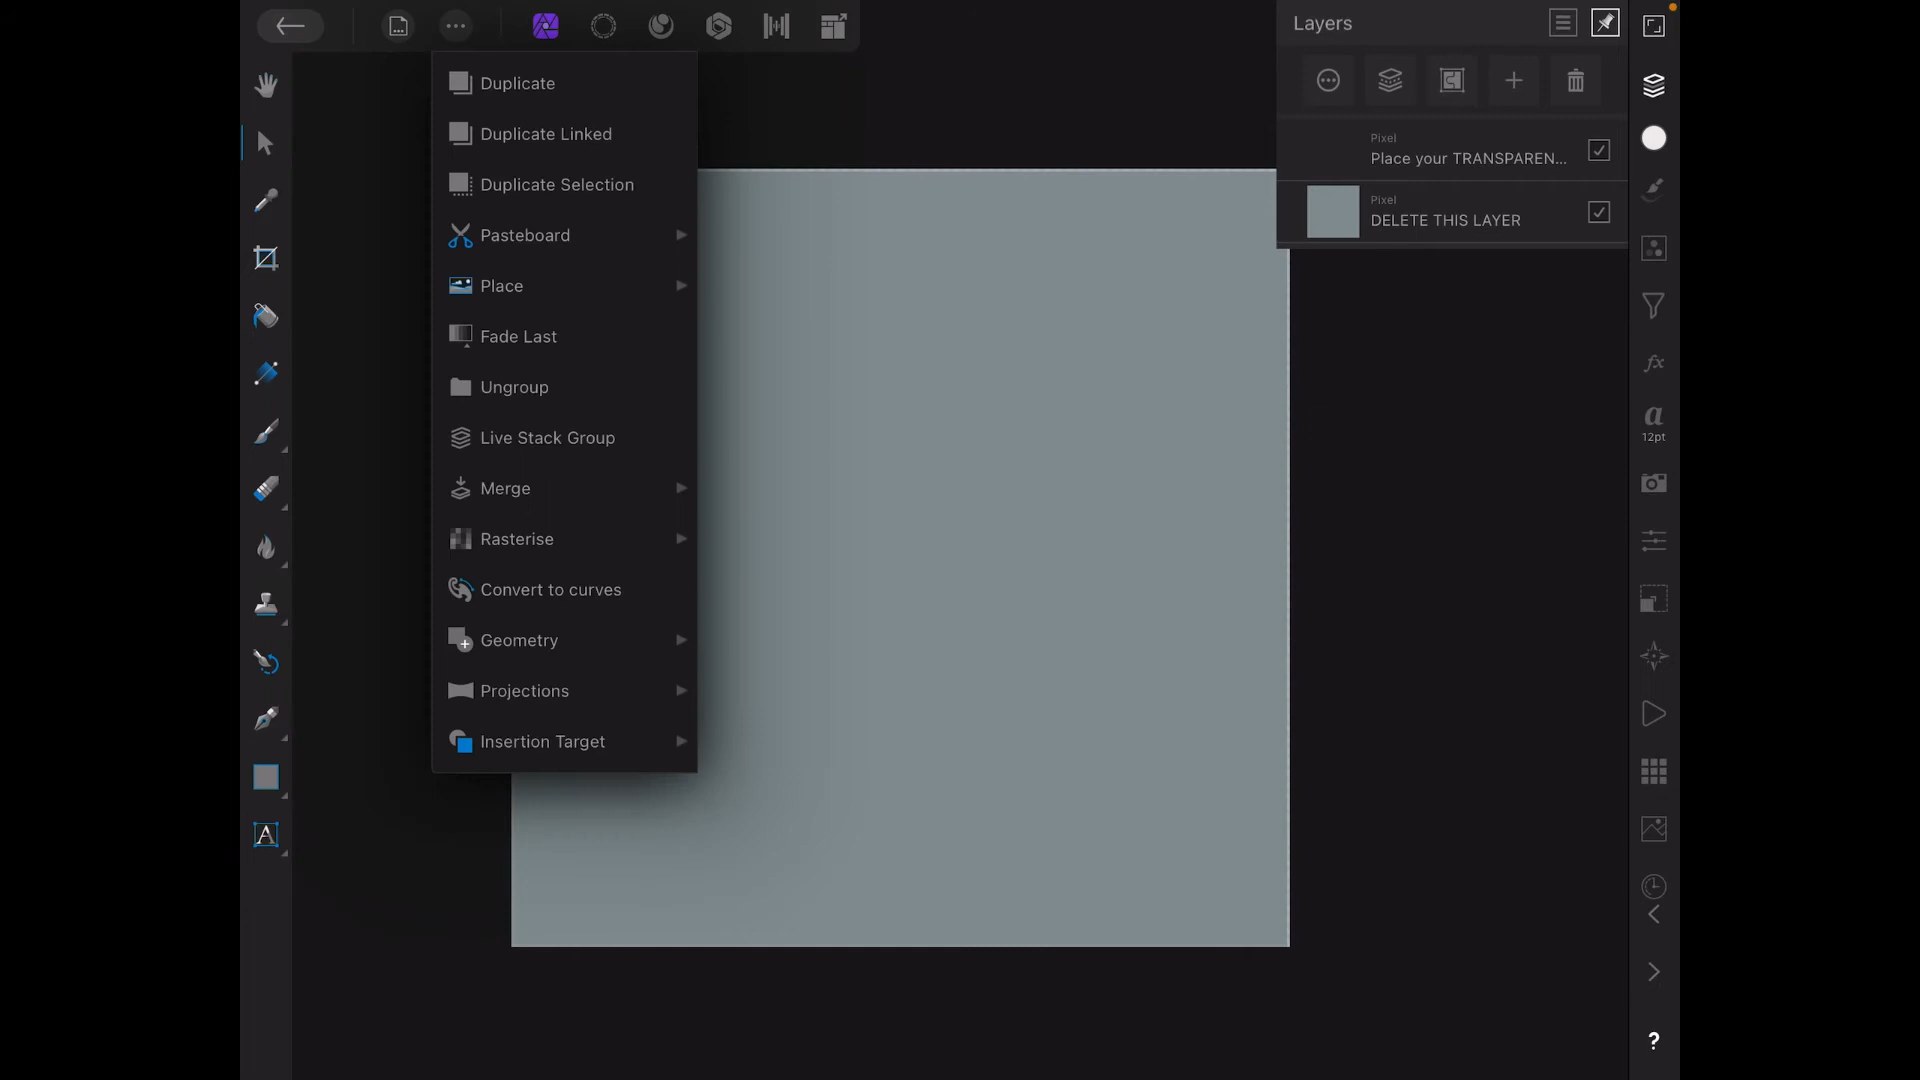 Layers
Duplicate
Duplicate Linked
Duplicate Selection
Pasteboard
Place
Fade Last
Ungroup
Live Stack Group
Merge
Rasterise
Convert to curves
Geometry
Projections
Insertion Target
Pixel
Place your TRANSPAREN...
Pixel
DELETE THIS LAYER
fx
a
12pt
A
?